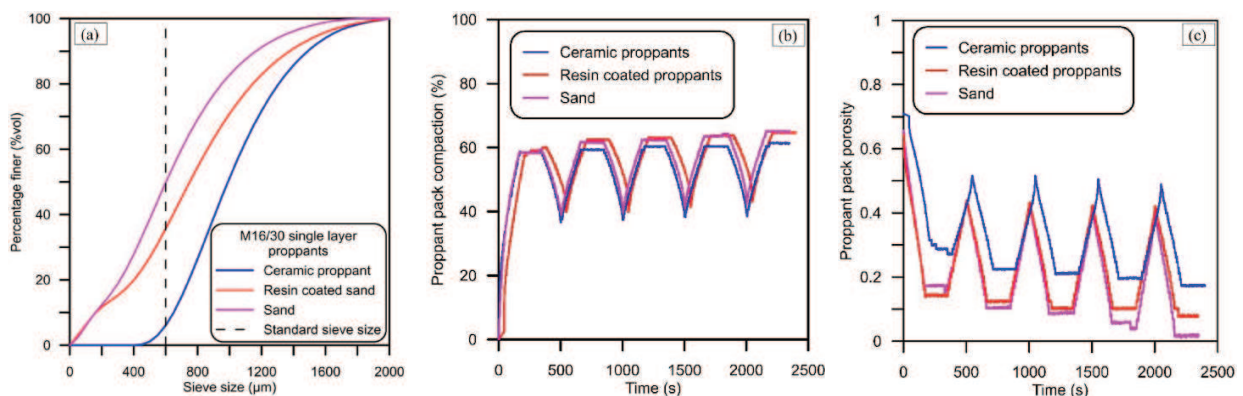 (a)
100
80
60
40
20
0
Percentage finer (%vol)
0 400 800 1200 1600 2000
Sieve size (µm)
M16/30 single layer
proppants
Ceramic proppant
Resin coated sand
Sand
Standard sieve size
(b)
100
80
60
40
20
0
Proppant pack compaction (%)
0 500 1000 1500 2000 2500
Time (s)
Ceramic proppants
Resin coated proppants
Sand
(c)
1
0.8
0.6
0.4
0.2
0
Proppant pack porosity
0 500 1000 1500 2000 2500
Time (s)
Ceramic proppants
Resin coated proppants
Sand